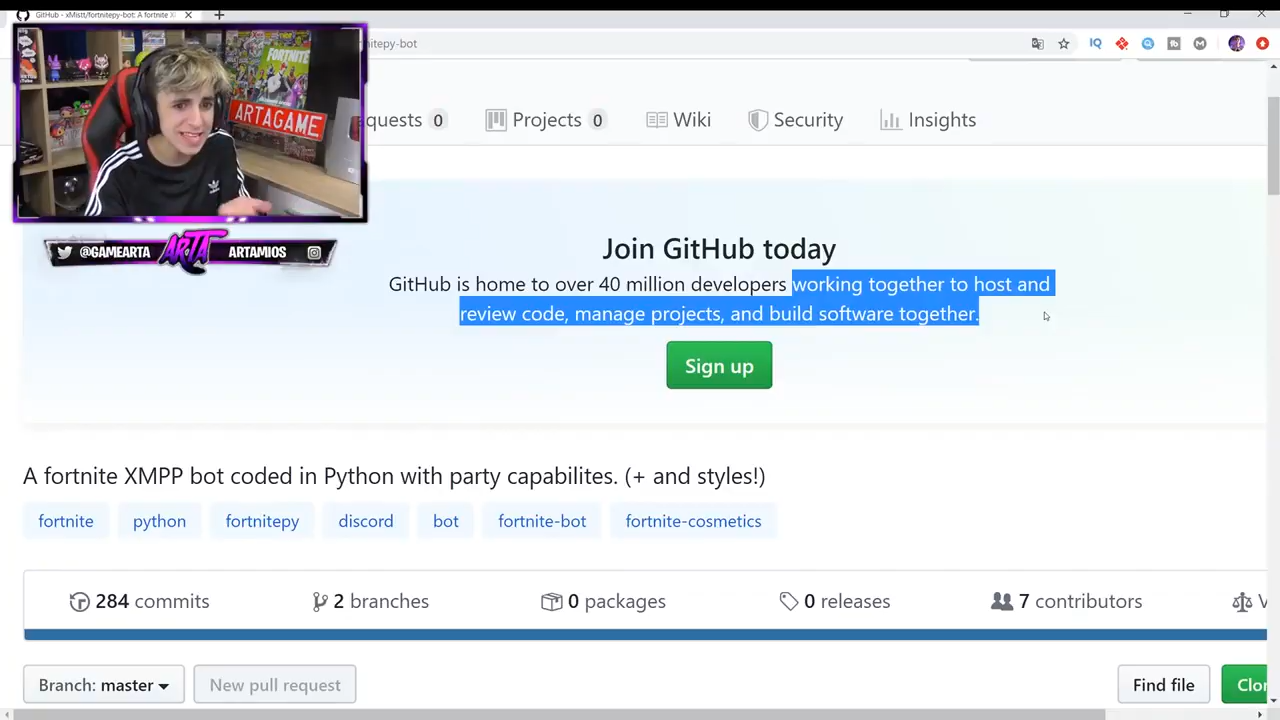 GitHub - xMistt/fortnitepy-bot: A fortnite X
nitepy-bot
FORTNITE
ARTAGAME
@GAMEARTA
ARTA
ARTAMIOS
quests 0
Projects 0
Wiki
Security
Insights
Join GitHub today
GitHub is home to over 40 million developers working together to host and
review code, manage projects, and build software together.
Sign up
A fortnite XMPP bot coded in Python with party capabilites. (+ and styles!)
fortnite
python
fortnitepy
discord
bot
fortnite-bot
fortnite-cosmetics
284 commits
2 branches
0 packages
0 releases
7 contributors
V
Branch: master
New pull request
Find file
Clo